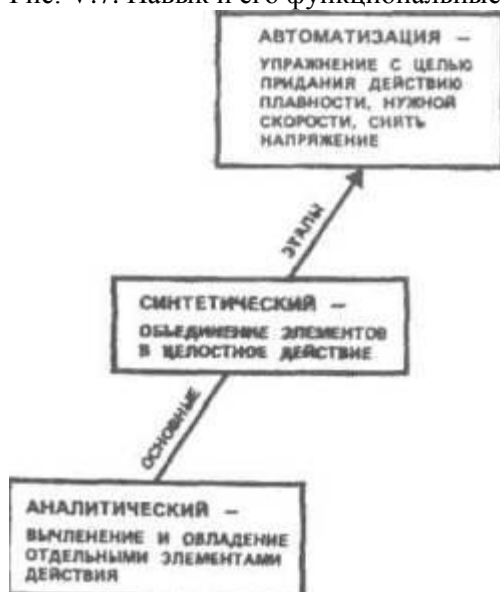 Рис. V.7. Навык и его функциональные
АВТОМАТИЗАЦИЯ —
УПРАЖНЕНИЕ С ЦЕЛЬЮ
ПРИДАНИЯ ДЕЙСТВИЮ
ПЛАВНОСТИ, НУЖНОЙ
СКОРОСТИ, СНЯТЬ
НАПРЯЖЕНИЕ
ЭТАПЫ
СИНТЕТИЧЕСКИЙ —
ОБЪЕДИНЕНИЕ ЭЛЕМЕНТОВ
В ЦЕЛОСТНОЕ ДЕЙСТВИЕ
ОСНОВНЫЕ
АНАЛИТИЧЕСКИЙ —
ВЫЧЛЕНЕНИЕ И ОВЛАДЕНИЕ
ОТДЕЛЬНЫМИ ЭЛЕМЕНТАМИ
ДЕЙСТВИЯ